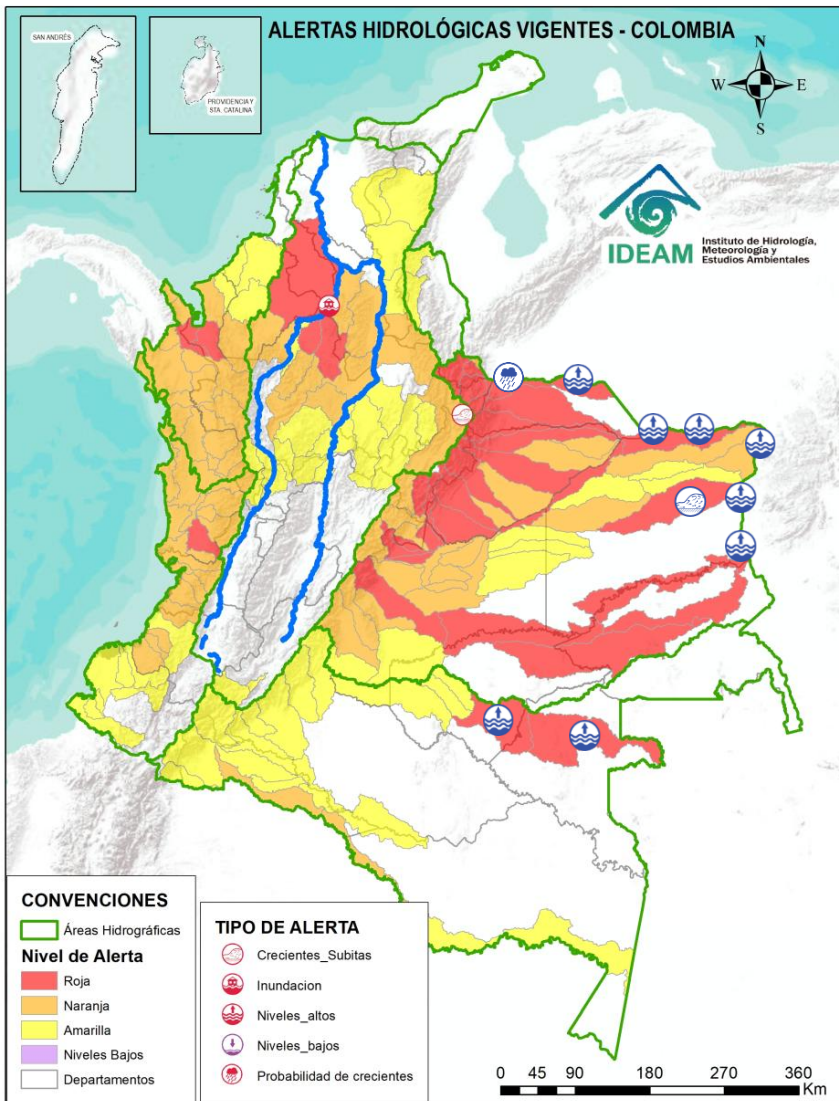 ALERTAS HIDROLÓGICAS VIGENTES - COLOMBIA
SAN ANDRÉS
PROVIDENCIA Y
STA. CATALINA
N
W
E
S
IDEAM
Instituto de Hidrología,
Meteorología y
Estudios Ambientales
CONVENCIONES
Áreas Hidrográficas
Nivel de Alerta
Roja
Naranja
Amarilla
Niveles Bajos
Departamentos
TIPO DE ALERTA
Crecientes_Subitas
Inundacion
Niveles_altos
Niveles_bajos
Probabilidad de crecientes
0 45 90 180 270 360
Km